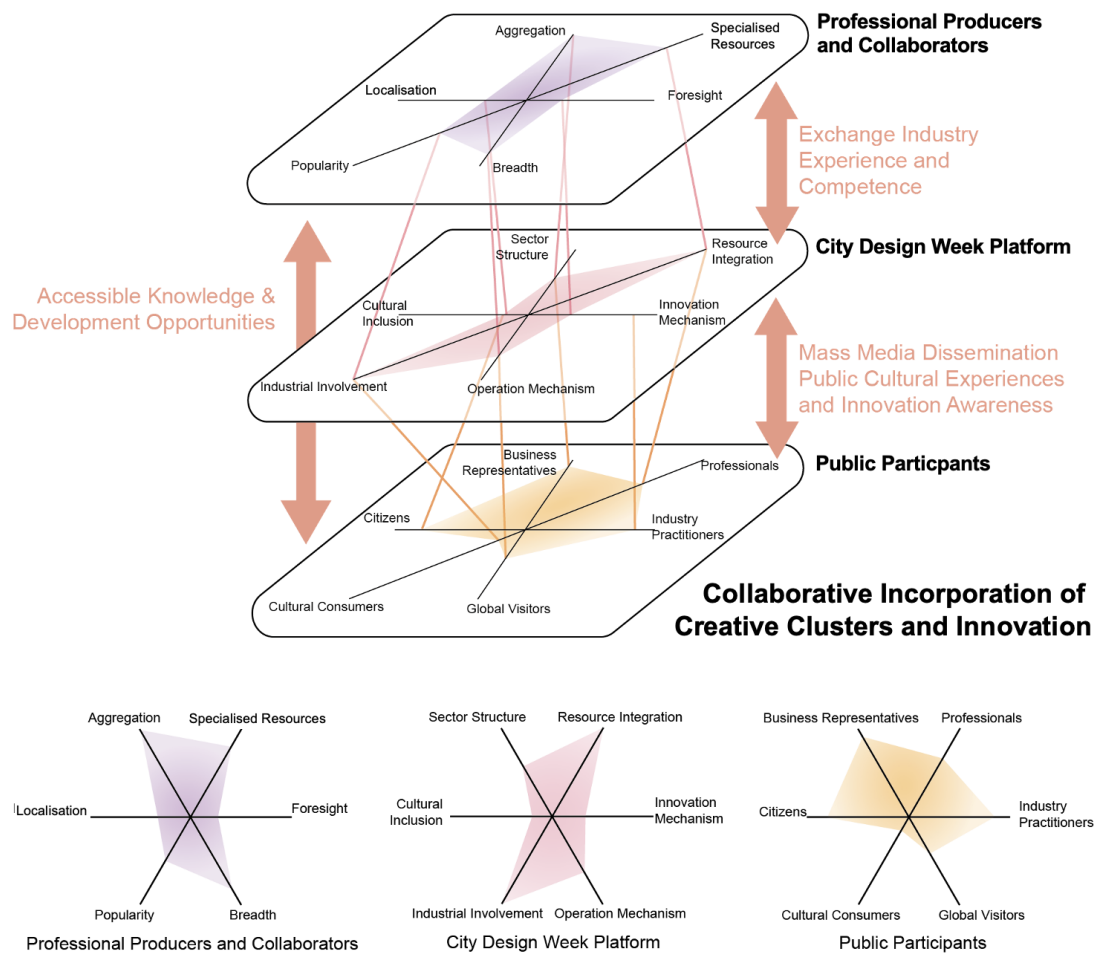 Professional Producers
and Collaborators
Aggregation
Specialised
Resources
Localisation
Foresight
Popularity
Breadth
Exchange Industry
Experience and
Competence
City Design Week Platform
Sector
Structure
Resource
Integration
Accessible Knowledge &
Development Opportunities
Cultural
Inclusion
Innovation
Mechanism
Industrial Involvement
Operation Mechanism
Mass Media Dissemination
Public Cultural Experiences
and Innovation Awareness
Public Particpants
Business
Representatives
Professionals
Citizens
Industry
Practitioners
Cultural Consumers
Global Visitors
Collaborative Incorporation of
Creative Clusters and Innovation
Aggregation
Specialised Resources
Localisation
Foresight
Popularity
Breadth
Professional Producers and Collaborators
Sector Structure
Resource Integration
Cultural
Inclusion
Innovation
Mechanism
Industrial Involvement
Operation Mechanism
City Design Week Platform
Business Representatives
Professionals
Citizens
Industry
Practitioners
Cultural Consumers
Global Visitors
Public Participants